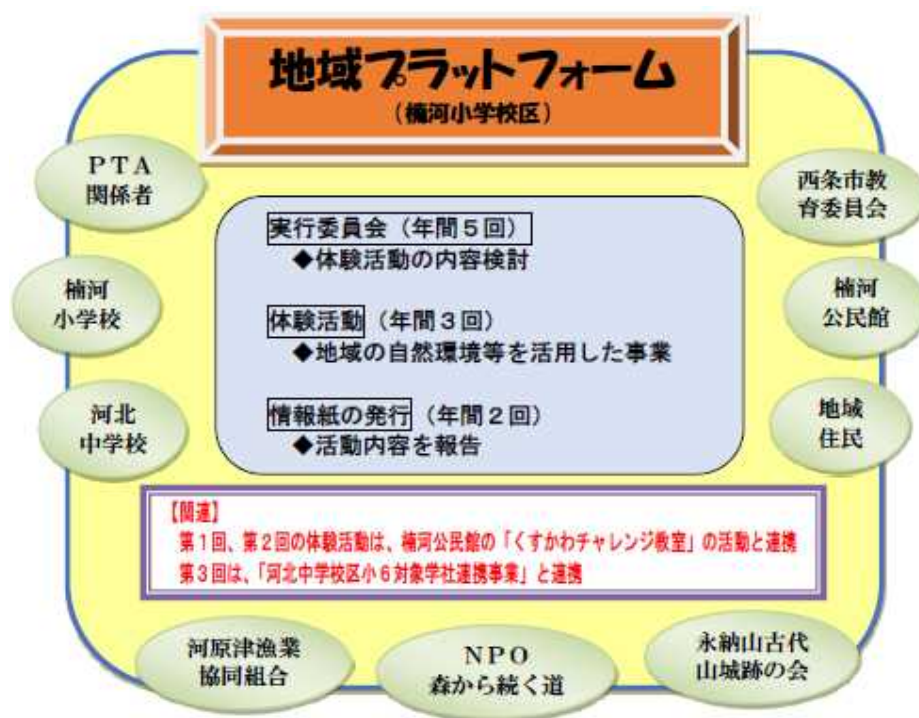 地域プラットフォーム
(楠河小学校区)
PTA
関係者
西条市教
育委員会
実行委員会(年間5回)
◆体験活動の内容検討
楠河
小学校
楠河
公民館
体験活動(年間3回)
◆地域の自然環境等を活用した事業
河北
中学校
地域
住民
情報紙の発行(年間2回)
◆活動内容を報告
【関連】
第1回、第2回の体験活動は、楠河公民館の「くすかわチャレンジ教室」の活動と連携
第3回は、「河北中学校区小6対象学社連携事業」と連携
河原津漁業
協同組合
NPO
森から続く道
永納山古代
山城跡の会